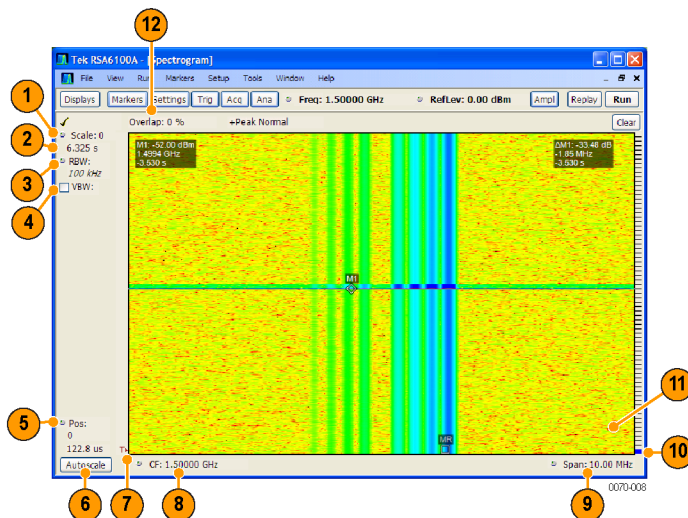 12
Tek RSA6100A - [Spectrogram]
File View Run Markers Setup Tools Window Help
Displays Markers Settings Trig Acq Ana Freq: 1.50000 GHz RefLev: 0.00 dBm Ampl Replay Run
Overlap: 0 % +Peak Normal Clear
1
Scale: 0
2
6.325 s
3
RBW:
100 kHz
4
VBW:
M1: -52.00 dBm
1.4994 GHz
-3.530 s
ΔM1: -33.48 dB
-1.85 MHz
-3.530 s
M1
MR
5
Pos:
0
122.8 us
11
10
Autoscale
CF: 1.50000 GHz
Span: 10.00 MHz
6
7
8
9
0070-008